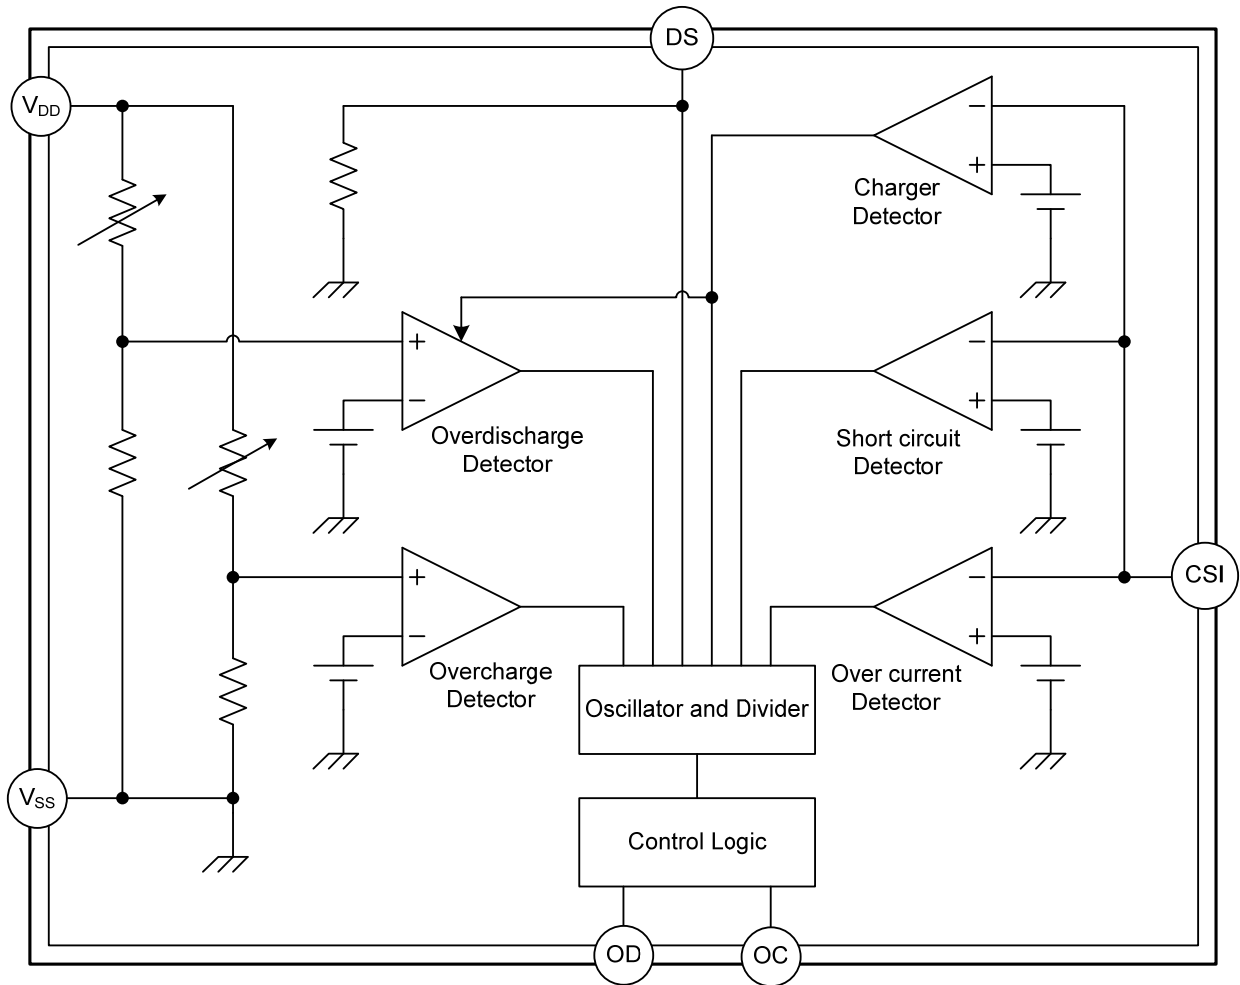 DS
VDD
−
+
Charger
Detector
+
−
Overdischarge
Detector
−
+
Short circuit
Detector
+
−
Overcharge
Detector
−
+
Over current
Detector
CSI
Oscillator and Divider
VSS
Control Logic
OD
OC